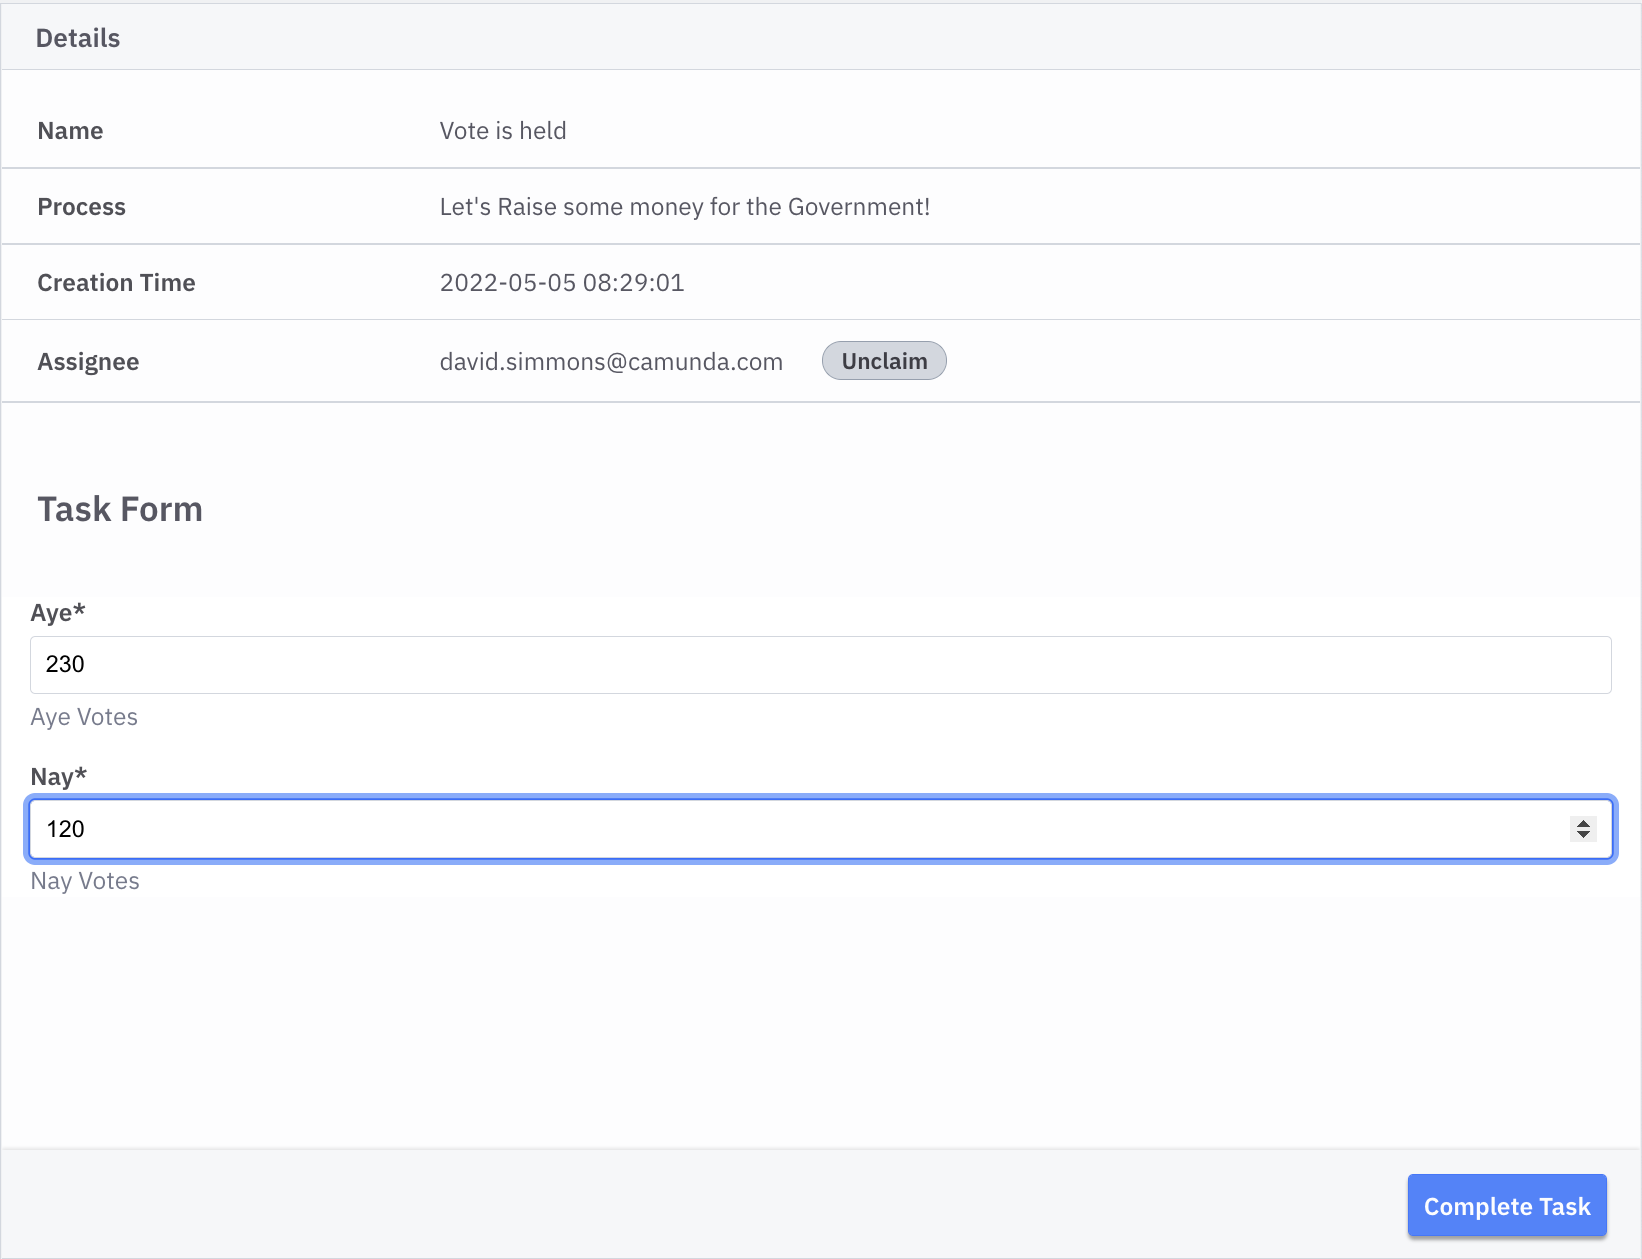 Details
Name Vote is held
Process Let's Raise some money for the Government!
Creation Time 2022-05-05 08:29:01
Assignee david.simmons@camunda.com Unclaim
Task Form
Aye*
230
Aye Votes
Nay*
120
Nay Votes
Complete Task